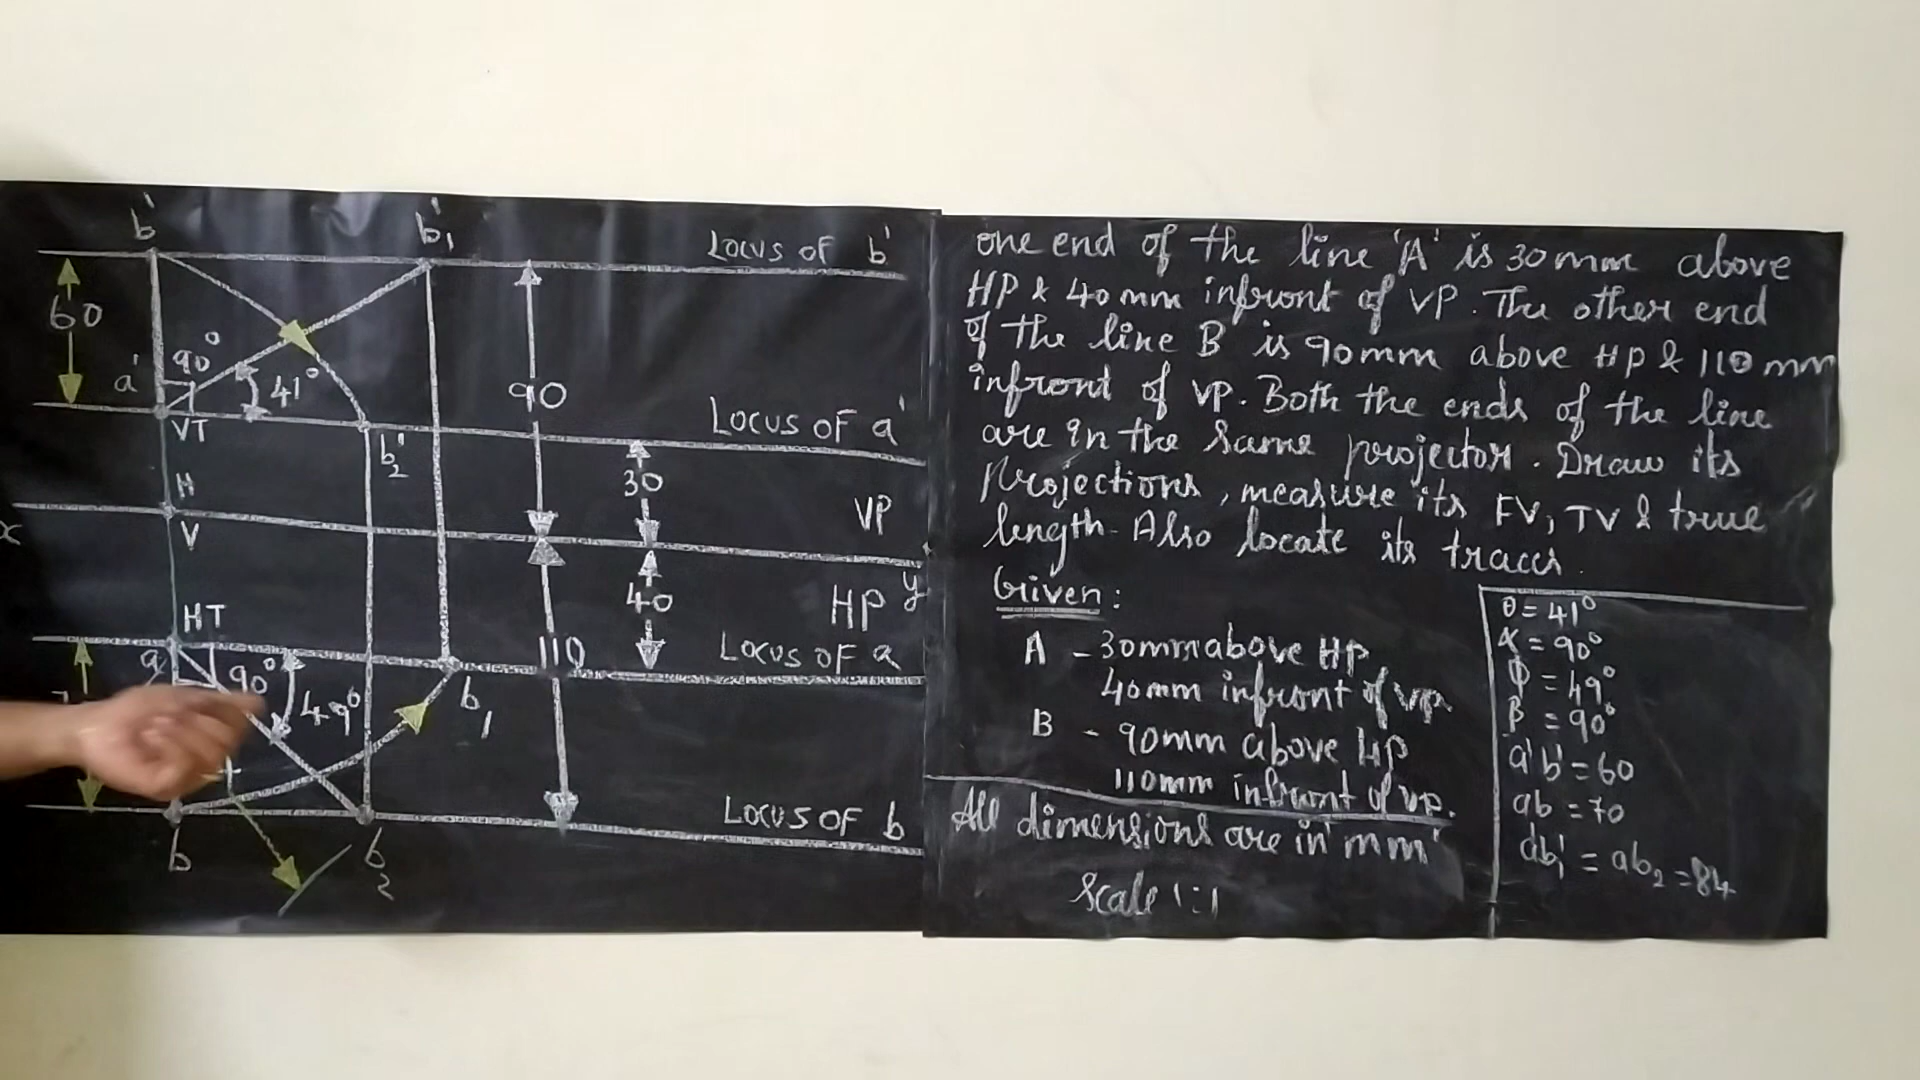 b'
b'1
Locus of b'
60
90°
a'
41°
90
Locus of a'
VT
b'2
30
H
VP
x
V
40
HP
y
HT
110
Locus of a
a
90°
49°
b1
Locus of b
b
b2
one end of the line 'A' is 30mm above
HP & 40mm infront of VP. The other end
of the line B is 90mm above HP & 110mm
infront of VP. Both the ends of the line
are in the same projector. Draw its
Projections, measure its FV, TV & true
length. Also locate its traces.
Given:
A - 30mm above HP
40mm infront of VP
B - 90mm above HP
110mm infront of VP.
All dimensions are in 'mm'
Scale 1:1
θ = 41°
α = 90°
Φ = 49°
β = 90°
a'b' = 60
ab = 70
ab'1 = ab2 = 84